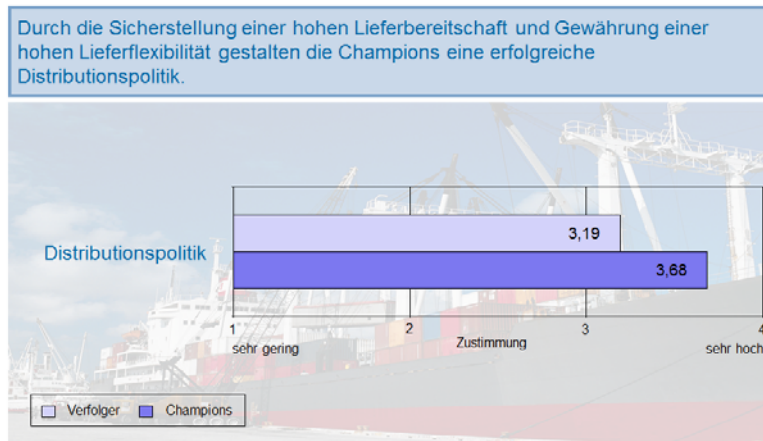 Durch die Sicherstellung einer hohen Lieferbereitschaft und Gewährung einer
hohen Lieferflexibilität gestalten die Champions eine erfolgreiche
Distributionspolitik.
Distributionspolitik
3,19
3,68
1 2 3 4
sehr gering Zustimmung sehr hoch
Verfolger Champions